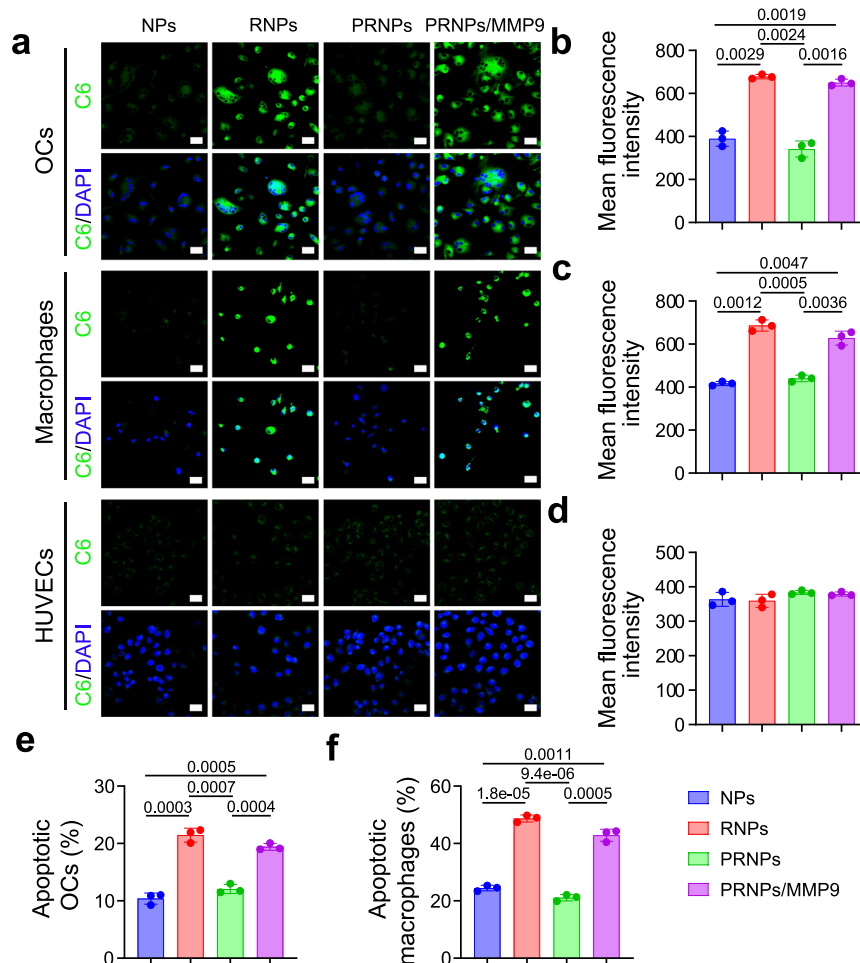 a
NPs
RNPs
PRNPs
PRNPs/MMP9
OCs
C6
C6/DAPI
Macrophages
C6
C6/DAPI
HUVECs
C6
C6/DAPI
b
Mean fluorescence
intensity
800
600
400
200
0
0.0019
0.0024
0.0029
0.0016
c
Mean fluorescence
intensity
800
600
400
200
0
0.0047
0.0005
0.0012
0.0036
d
Mean fluorescence
intensity
500
400
300
200
100
0
e
Apoptotic
OCs (%)
30
20
10
0
0.0005
0.0007
0.0003
0.0004
f
Apoptotic
macrophages (%)
60
40
20
0
0.0011
9.4e-06
1.8e-05
0.0005
NPs
RNPs
PRNPs
PRNPs/MMP9